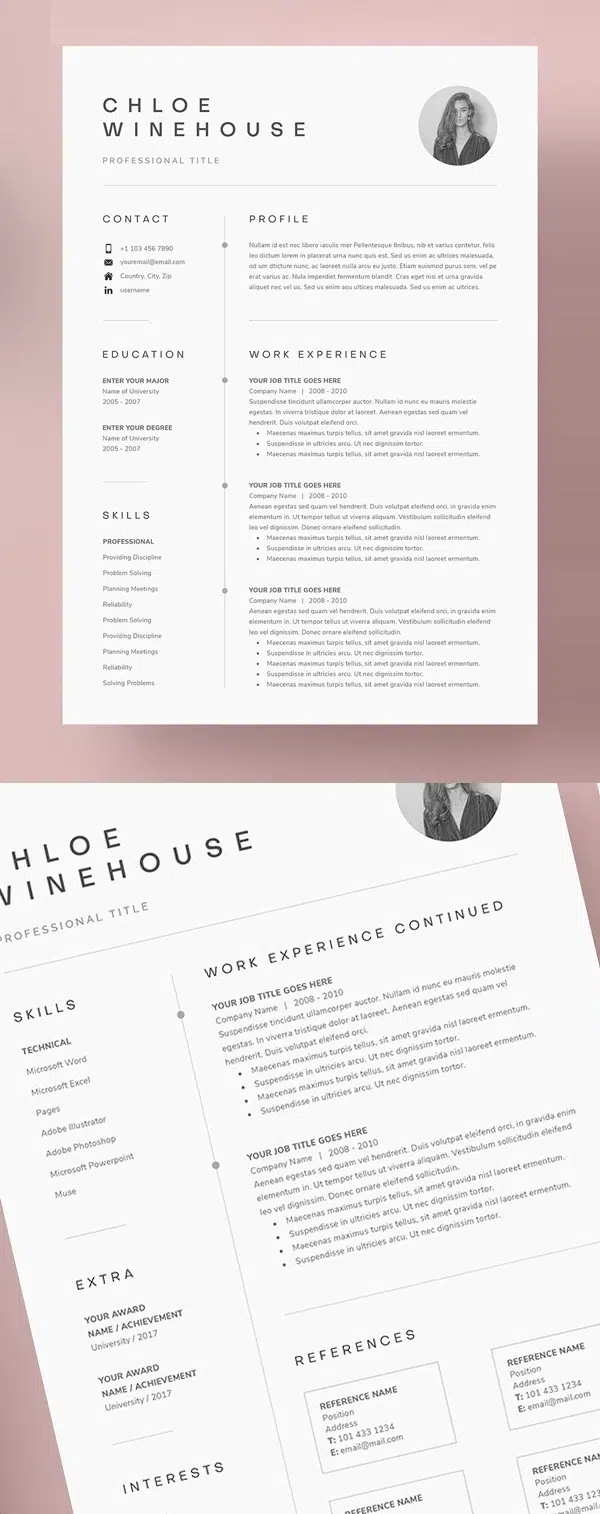 CHLOE
WINEHOUSE
PROFESSIONAL TITLE
CONTACT
+1 103 456 7890
youremail@email.com
Country, City, Zip
in username
EDUCATION
ENTER YOUR MAJOR
Name of University
2005 - 2007
ENTER YOUR DEGREE
Name of University
2005 - 2007
SKILLS
PROFESSIONAL
Providing Discipline
Problem Solving
Planning Meetings
Reliability
Problem Solving
Providing Discipline
Planning Meetings
Reliability
Solving Problems
PROFILE
Nullam id est nec libero iaculis mer Pellentesque finibus, nib et varius contetur, felis
leo dictum lorem in placerat urna nunc quis est. Sed us enim ac ultrices malesuada,
od um dtiztun nunc, ac laoreet nulla arcu eu justo. Etiam euismod purus sem, vel pe
erat varius ac. Nula imperdiet fermentum blandit. Cras eget nisi et urna gravida
aliquet nec vel us. Sed us enim aou ultices malesuada. Sed us enim ac ultrices.
WORK EXPERIENCE
YOUR JOB TITLE GOES HERE
Company Name | 2008 - 2010
Suspendisse tincidunt ullamcorper auctor. Nullam id nunc eu mauris molestie
egestas. In viverra tristique dolor at laoreet. Aenean egestas sed quam vel
hendrerit. Duis volutpat eleifend orci.
• Maecenas maximus turpis tellus, sit amet gravida nisl laoreet ermentum.
• Suspendisse in ultricies arcu. Ut nec dignissim tortor.
• Maecenas maximus turpis tellus, sit amet gravida nisl laoreet ermentum.
YOUR JOB TITLE GOES HERE
Company Name | 2008 - 2010
Aenean egestas sed quam vel hendrerit. Duis volutpat eleifend orci, in gravida enim
elementum in. Ut tempor tellus ut viverra aliquam. Vestibulum sollicitudin eleifend
leo vel dignissim. Donec ornare eleifend sollicitudin.
• Maecenas maximus turpis tellus, sit amet gravida nisl laoreet ermentum.
• Suspendisse in ultricies arcu. Ut nec dignissim tortor.
• Maecenas maximus turpis tellus, sit amet gravida nisl laoreet ermentum.
YOUR JOB TITLE GOES HERE
Company Name | 2008 - 2010
Aenean egestas sed quam vel hendrerit. Duis volutpat eleifend orci, in gravida enim
elementum in. Ut tempor tellus ut viverra aliquam. Vestibulum sollicitudin eleifend
leo vel dignissim. Donec ornare eleifend sollicitudin.
• Maecenas maximus turpis tellus, sit amet gravida nisl laoreet ermentum.
• Suspendisse in ultricies arcu. Ut nec dignissim tortor.
• Maecenas maximus turpis tellus, sit amet gravida nisl laoreet ermentum.
• Suspendisse in ultricies arcu. Ut nec dignissim tortor.
• Maecenas maximus turpis tellus, sit amet gravida nisl laoreet ermentum.
HLOE
WINEHOUSE
PROFESSIONAL TITLE
SKILLS
TECHNICAL
Microsoft Word
Microsoft Excel
Pages
Adobe Illustrator
Adobe Photoshop
Microsoft Powerpoint
Muse
EXTRA
YOUR AWARD
NAME / ACHIEVEMENT
University / 2017
YOUR AWARD
NAME / ACHIEVEMENT
University / 2017
INTERESTS
WORK EXPERIENCE CONTINUED
YOUR JOB TITLE GOES HERE
Company Name | 2008 - 2010
Suspendisse tincidunt ullamcorper auctor. Nullam id nunc eu mauris molestie
egestas. In viverra tristique dolor at laoreet. Aenean egestas sed quam vel
hendrerit. Duis volutpat eleifend orci.
• Maecenas maximus turpis tellus, sit amet gravida nisl laoreet ermentum.
• Suspendisse in ultricies arcu. Ut nec dignissim tortor.
• Maecenas maximus turpis tellus, sit amet gravida nisl laoreet ermentum.
• Suspendisse in ultricies arcu. Ut nec dignissim tortor.
YOUR JOB TITLE GOES HERE
Company Name | 2008 - 2010
Aenean egestas sed quam vel hendrerit. Duis volutpat eleifend orci, in gravida enim
elementum in. Ut tempor tellus ut viverra aliquam. Vestibulum sollicitudin eleifend
leo vel dignissim. Donec ornare eleifend sollicitudin.
• Maecenas maximus turpis tellus, sit amet gravida nisl laoreet ermentum.
• Suspendisse in ultricies arcu. Ut nec dignissim tortor.
• Maecenas maximus turpis tellus, sit amet gravida nisl laoreet ermentum.
• Suspendisse in ultricies arcu. Ut nec dignissim tortor.
REFERENCES
REFERENCE NAME
Position
Address
T: 101 433 1234
E: email@mail.com
REFERENCE NAME
Position
Address
T: 101 433 1234
E: email@mail.com
REFERENCE NAME
REFERENCE
Position
Address
T: 101 433
E: email@